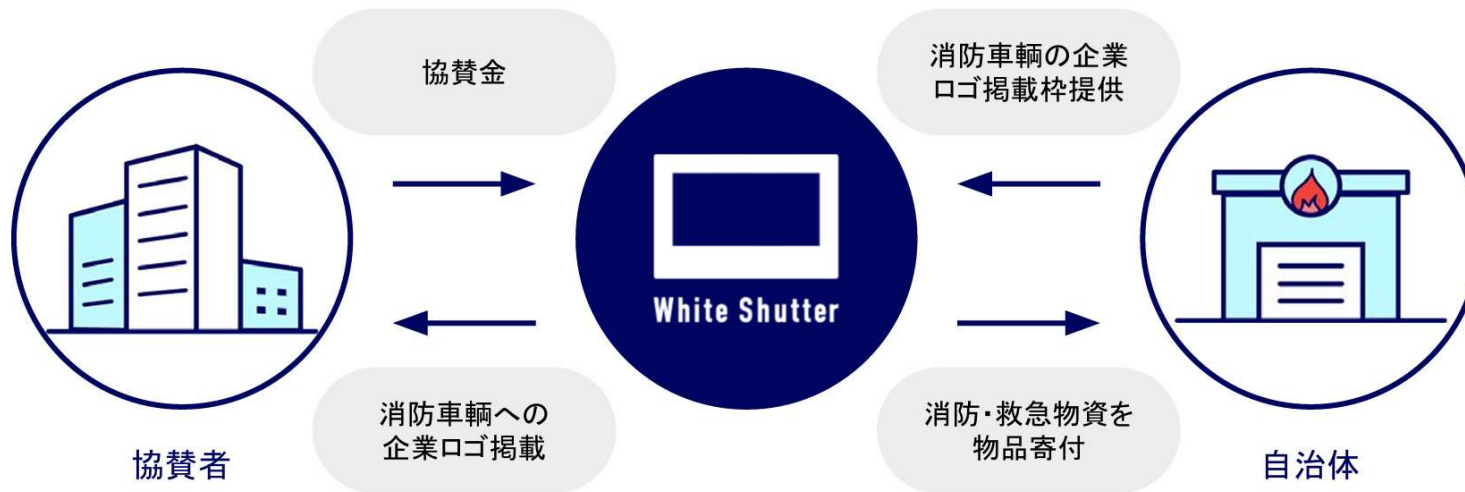 協賛金
消防車輌の企業
ロゴ掲載枠提供
White Shutter
消防車輌への
企業ロゴ掲載
消防・救急物資を
物品寄付
協賛者
自治体